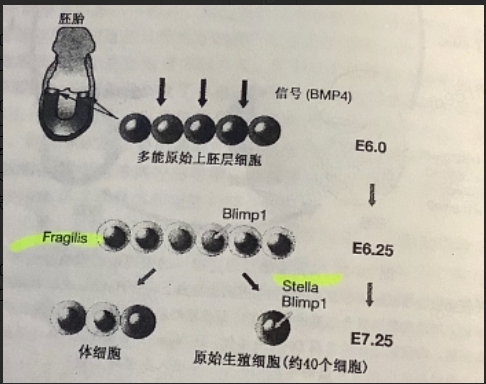 胚胎
信号(BMP4)
多能原始上胚层细胞
E6.0
Blimp1
Fragilis
E6.25
Stella
Blimp1
E7.25
体细胞
原始生殖细胞(约40个细胞)